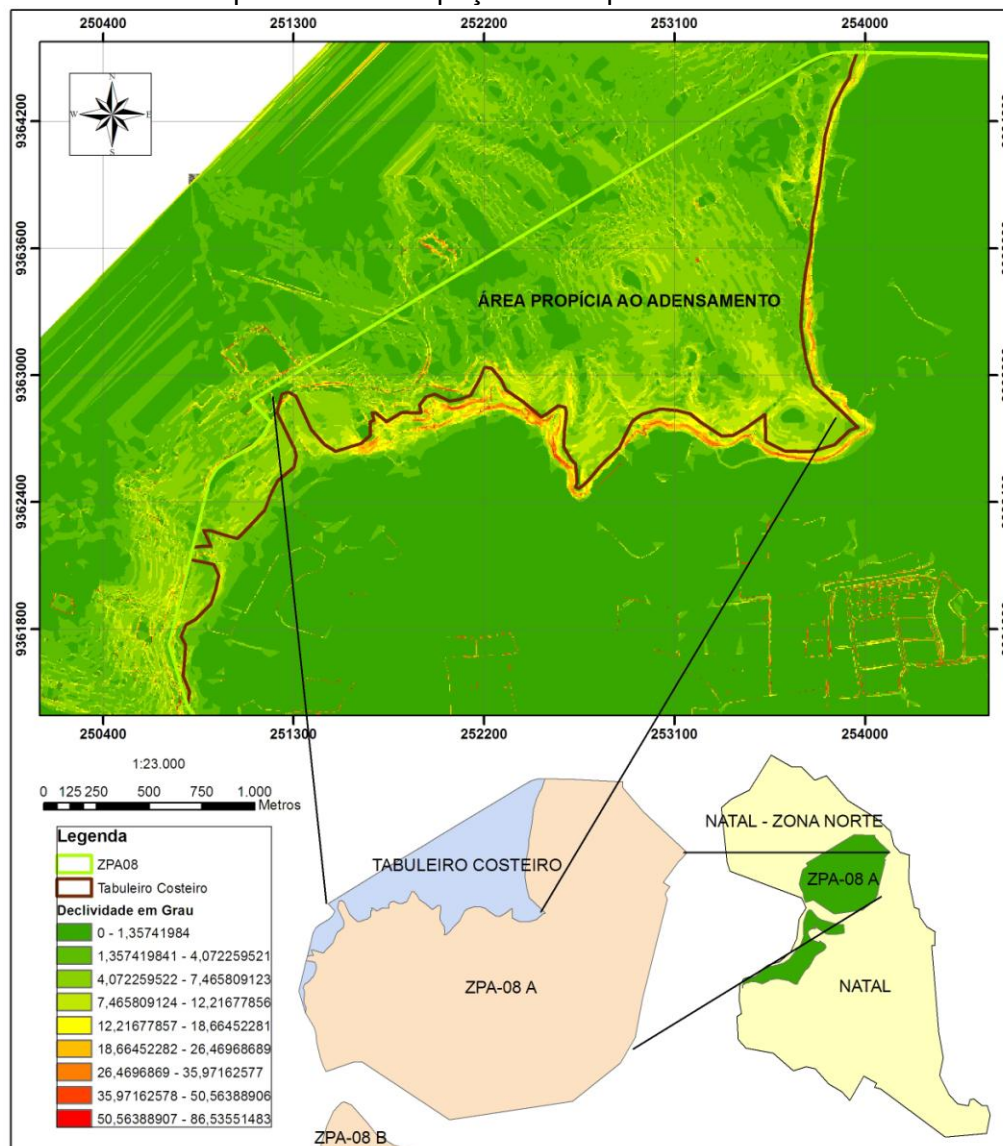 250400 251300 252200 253100 254000
N
W E
S
9364200
9363600
ÁREA PROPÍCIA AO ADENSAMENTO
9363000
9362400
9361800
250400 251300 252200 253100 254000
1:23.000
0 125 250 500 750 1.000
Metros
Legenda
ZPA08
Tabuleiro Costeiro
Declividade em Grau
0 - 1,35741984
1,357419841 - 4,072259521
4,072259522 - 7,465809123
7,465809124 - 12,21677856
12,21677857 - 18,66452281
18,66452282 - 26,46968689
26,4696869 - 35,97162577
35,97162578 - 50,56388906
50,56388907 - 86,53551483
TABULEIRO COSTEIRO
ZPA-08 A
ZPA-08 B
NATAL - ZONA NORTE
ZPA-08 A
NATAL